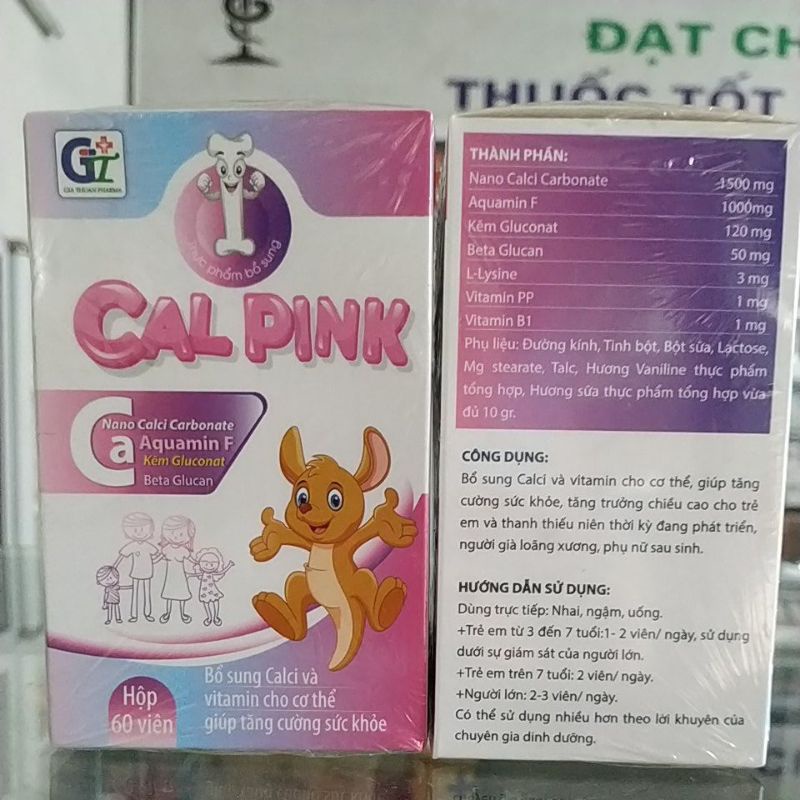 ĐẠT CH
THUỐC TỐT
GIA THUAN PHARMA
Thực phẩm bổ sung
CAL PINK
Ca
Nano Calci Carbonate
Aquamin F
Kẽm Gluconat
Beta Glucan
Hộp
60 viên
Bổ sung Calci và
vitamin cho cơ thể
giúp tăng cường sức khỏe
THÀNH PHẦN:
Nano Calci Carbonate 1500 mg
Aquamin F 1000mg
Kẽm Gluconat 120 mg
Beta Glucan 50 mg
L-Lysine 3 mg
Vitamin PP 1 mg
Vitamin B1 1 mg
Phụ liệu: Đường kính, Tinh bột, Bột sữa, Lactose,
Mg stearate, Talc, Hương Vaniline thực phẩm
tổng hợp, Hương sữa thực phẩm tổng hợp vừa
đủ 10 gr.
CÔNG DỤNG:
Bổ sung Calci và vitamin cho cơ thể, giúp tăng
cường sức khỏe, tăng trưởng chiều cao cho trẻ
em và thanh thiếu niên thời kỳ đang phát triển,
người già loãng xương, phụ nữ sau sinh.
HƯỚNG DẪN SỬ DỤNG:
Dùng trực tiếp: Nhai, ngậm, uống.
+Trẻ em từ 3 đến 7 tuổi:1- 2 viên/ ngày, sử dụng
dưới sự giám sát của người lớn.
+Trẻ em trên 7 tuổi: 2 viên/ ngày.
+Người lớn: 2-3 viên/ ngày.
Có thể sử dụng nhiều hơn theo lời khuyên của
chuyên gia dinh dưỡng.